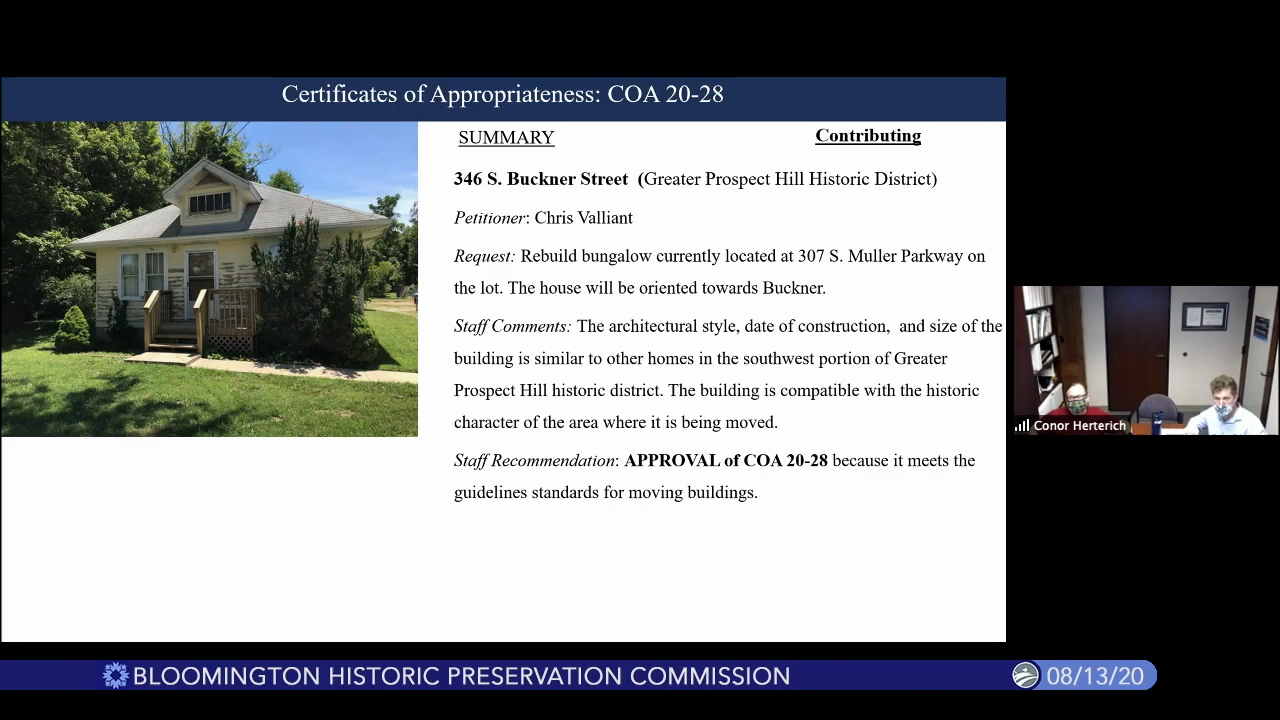 Certificates of Appropriateness: COA 20-28
SUMMARY
Contributing
346 S. Buckner Street (Greater Prospect Hill Historic District)
Petitioner: Chris Valliant
Request: Rebuild bungalow currently located at 307 S. Muller Parkway on
the lot. The house will be oriented towards Buckner.
Staff Comments: The architectural style, date of construction, and size of the
building is similar to other homes in the southwest portion of Greater
Prospect Hill historic district. The building is compatible with the historic
character of the area where it is being moved.
Staff Recommendation: APPROVAL of COA 20-28 because it meets the
guidelines standards for moving buildings.
Conor Herterich
BLOOMINGTON HISTORIC PRESERVATION COMMISSION
08/13/20